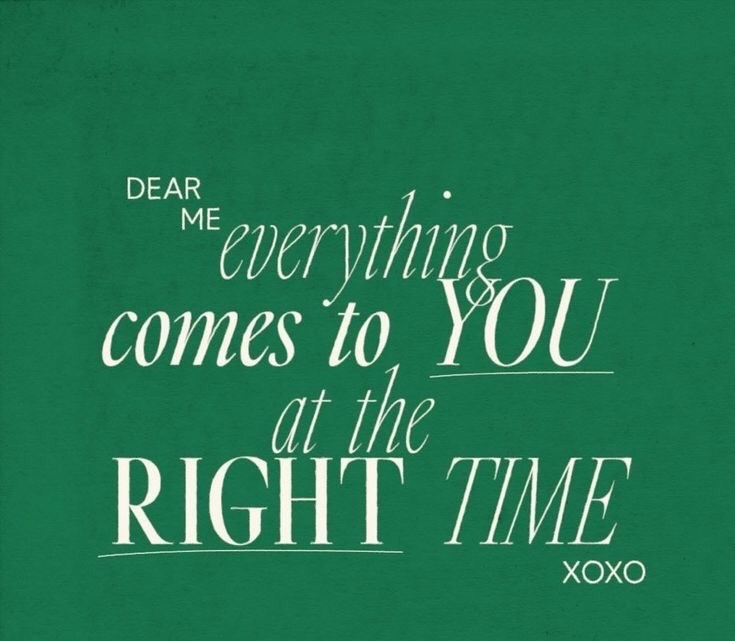 DEAR
ME everything
comes to YOU
at the
RIGHT TIME
XOXO